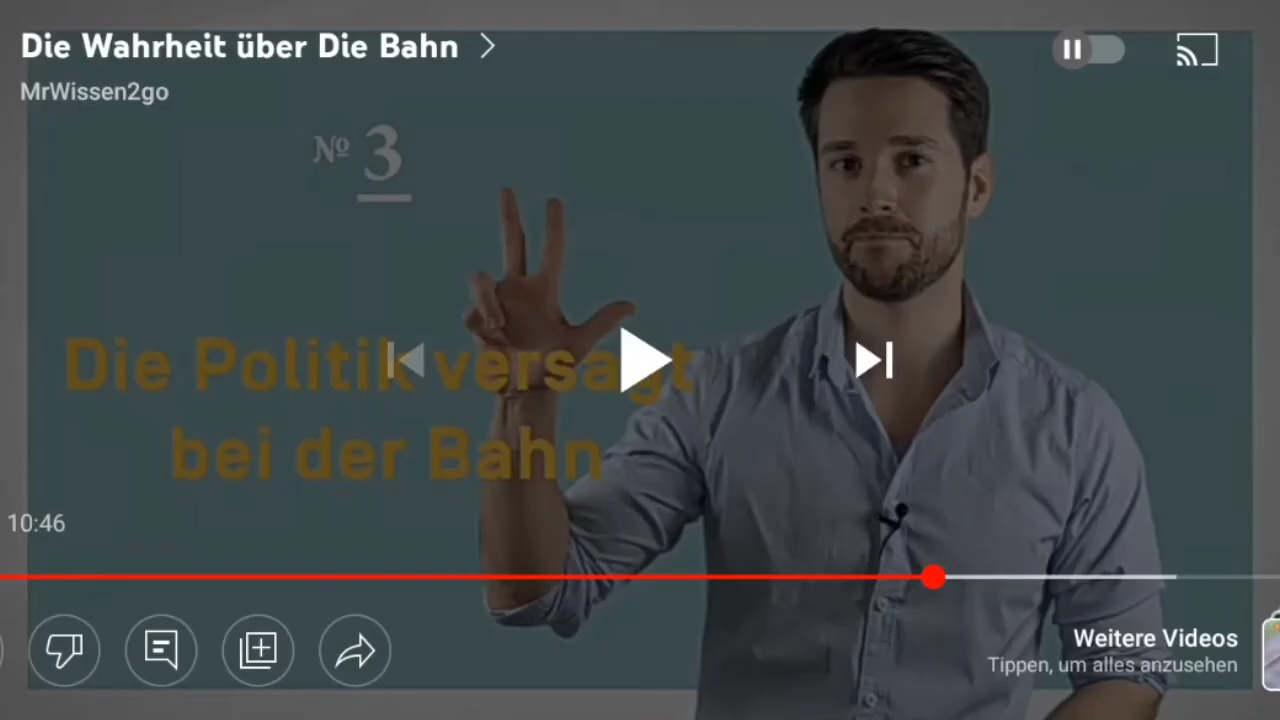 Die Wahrheit über Die Bahn
MrWissen2go
№ 3
Die Politik versagt
bei der Bahn
10:46
Weitere Videos
Tippen, um alles anzusehen